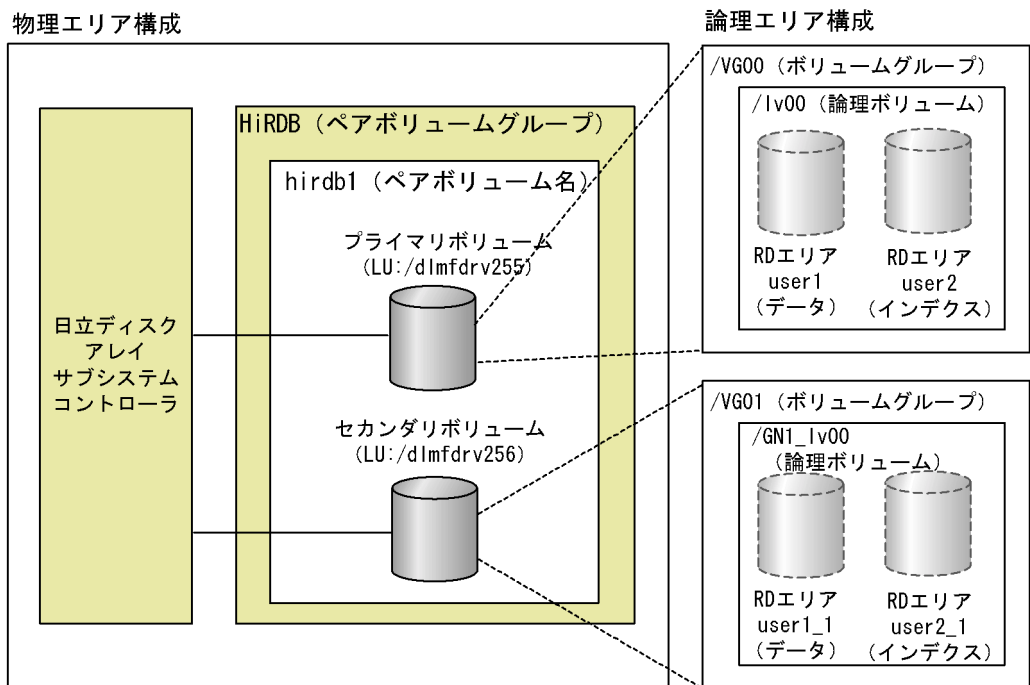 物理エリア構成
日立ディスク
アレイ
サブシステム
コントローラ
HiRDB（ペアボリュームグループ）
hirdb1（ペアボリューム名）
プライマリボリューム
(LU:/dlmfdrv255)
セカンダリボリューム
(LU:/dlmfdrv256)
論理エリア構成
/VG00（ボリュームグループ）
/lv00（論理ボリューム）
RDエリア
user1
（データ）
RDエリア
user2
（インデクス）
/VG01（ボリュームグループ）
/GN1_lv00
（論理ボリューム）
RDエリア
user1_1
（データ）
RDエリア
user2_1
（インデクス）